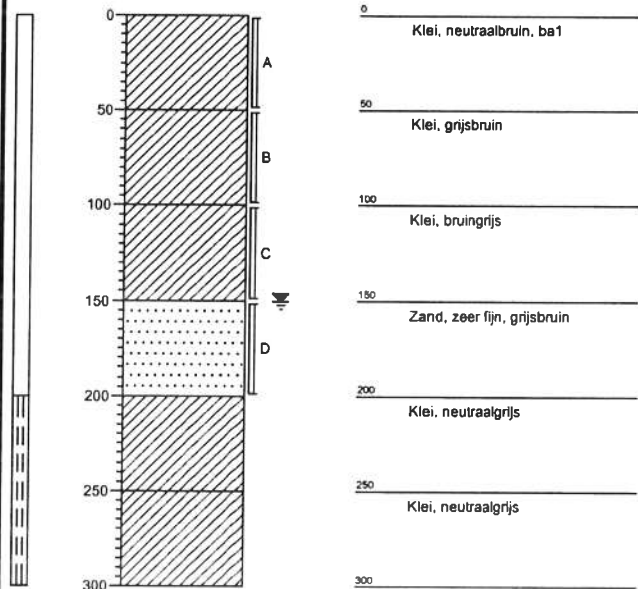 0
50
100
150
200
250
300
A
B
C
D
0
Klei, neutraalbruin, ba1
50
Klei, grijsbruin
100
Klei, bruingrijs
150
Zand, zeer fijn, grijsbruin
200
Klei, neutraalgrijs
250
Klei, neutraalgrijs
300